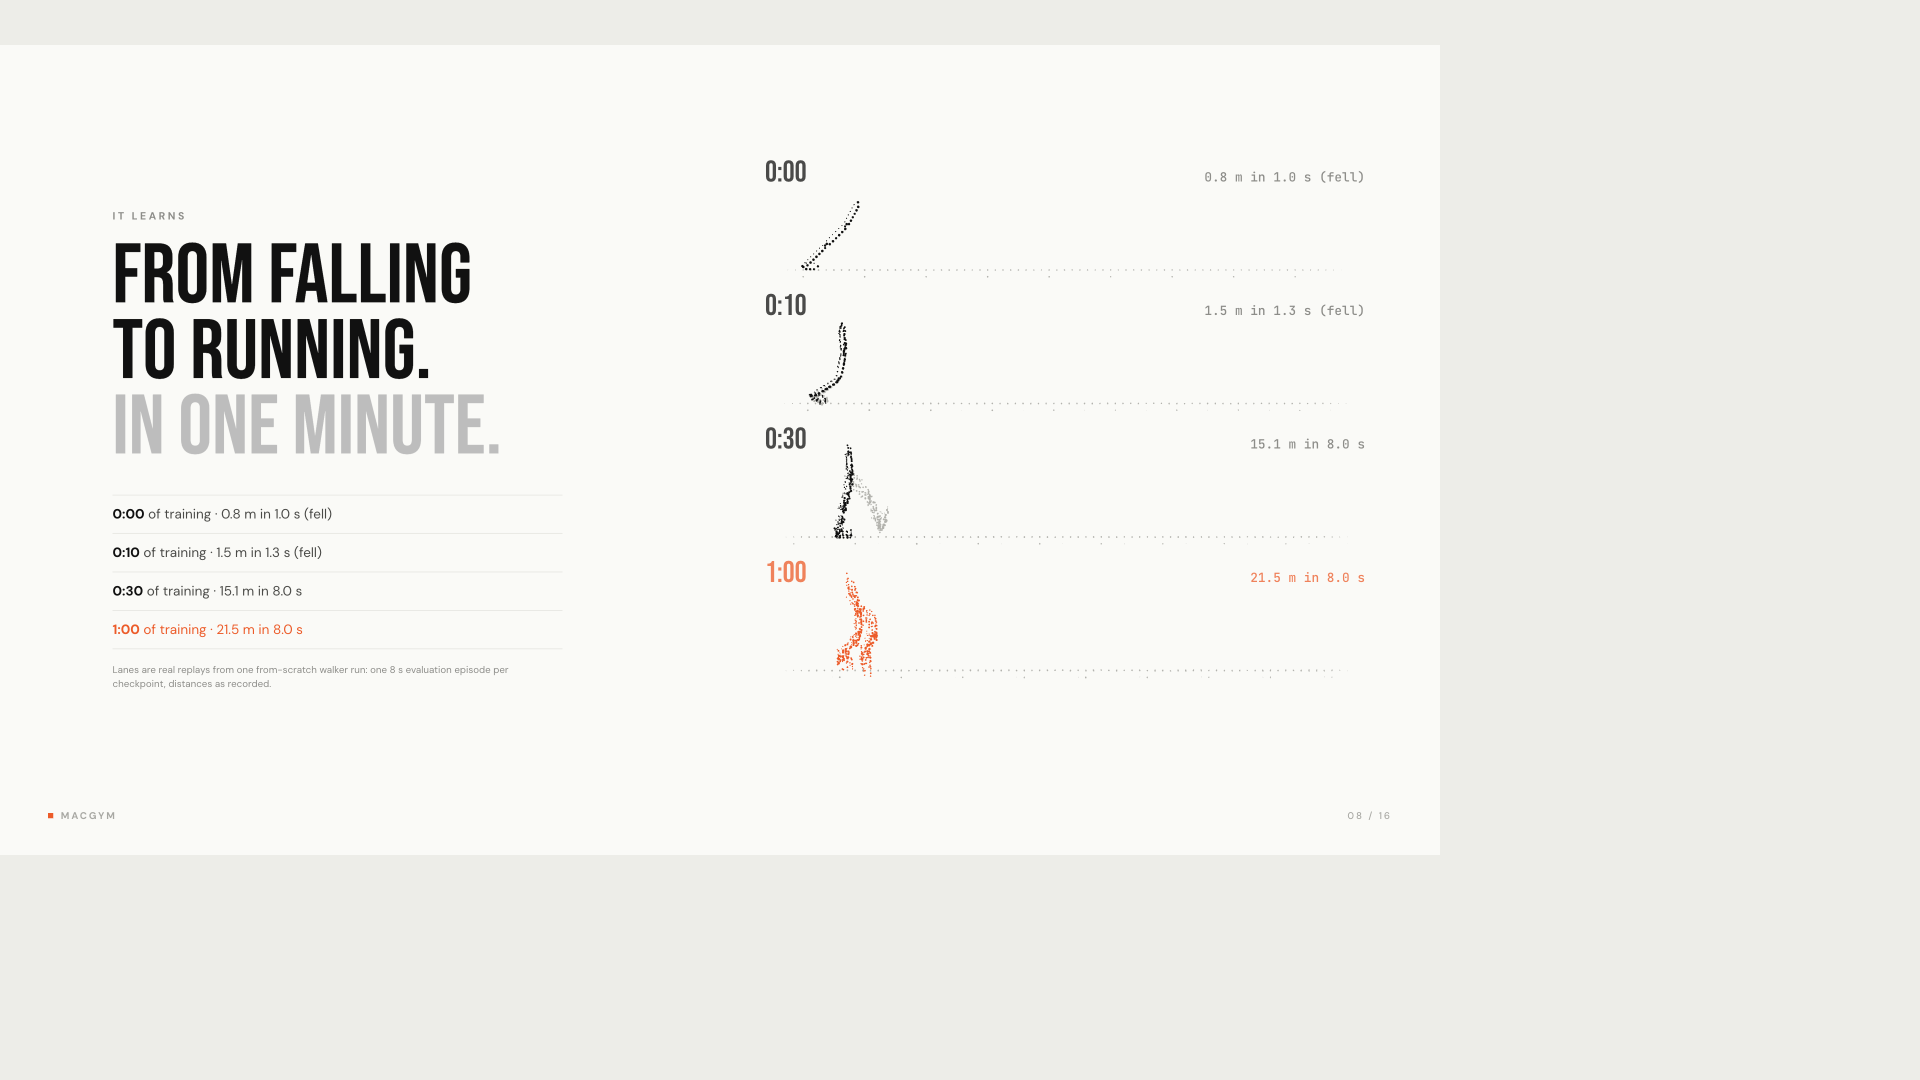 IT LEARNS
FROM FALLING
TO RUNNING.
IN ONE MINUTE.
0:00 of training · 0.8 m in 1.0 s (fell)
0:10 of training · 1.5 m in 1.3 s (fell)
0:30 of training · 15.1 m in 8.0 s
1:00 of training · 21.5 m in 8.0 s
Lanes are real replays from one from-scratch walker run: one 8 s evaluation episode per
checkpoint, distances as recorded.
0:00
0.8 m in 1.0 s (fell)
0:10
1.5 m in 1.3 s (fell)
0:30
15.1 m in 8.0 s
1:00
21.5 m in 8.0 s
MACGYM
08 / 16